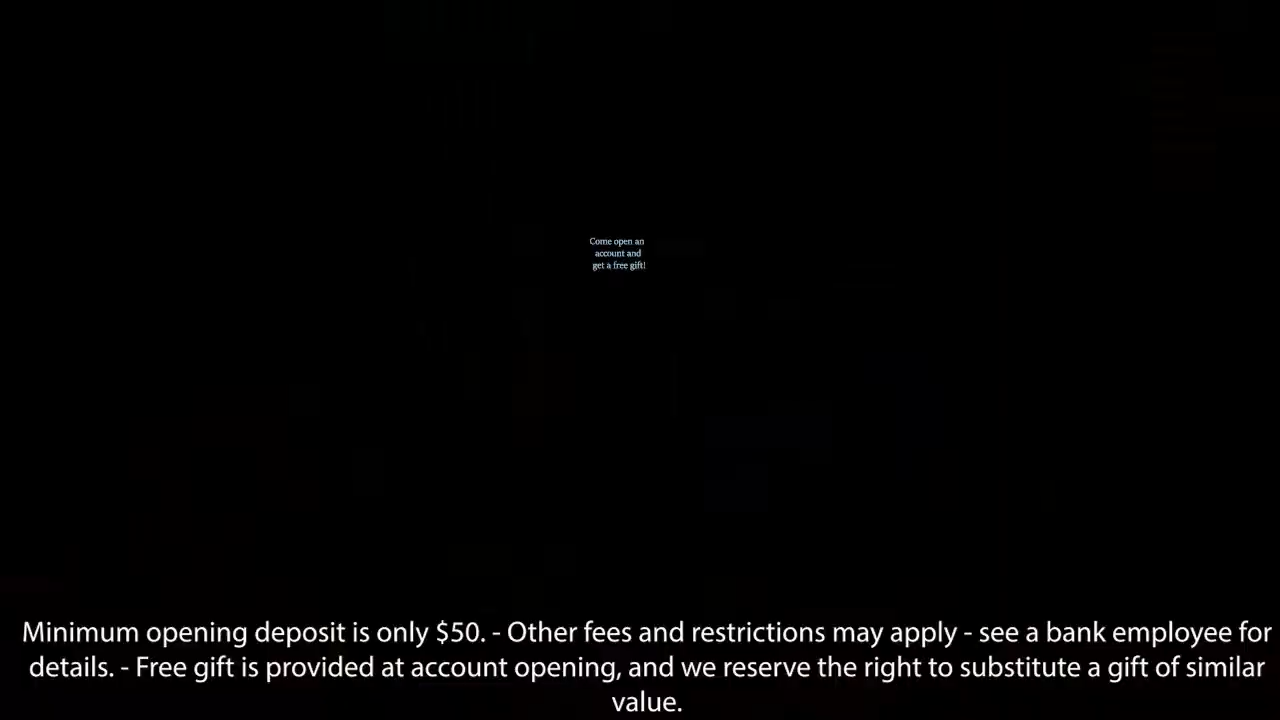 Come open an
account and
get a free gift!
Minimum opening deposit is only $50. - Other fees and restrictions may apply - see a bank employee for
details. - Free gift is provided at account opening, and we reserve the right to substitute a gift of similar
value.